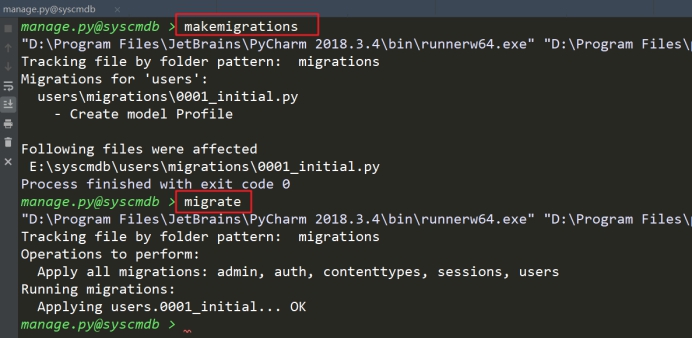 manage.py@syscmdb
manage.py@syscmdb > makemigrations
"D:\Program Files\JetBrains\PyCharm 2018.3.4\bin\runnerw64.exe" "D:\Program Files\
Tracking file by folder pattern:  migrations
Migrations for 'users':
  users\migrations\0001_initial.py
    - Create model Profile

Following files were affected
 E:\syscmdb\users\migrations\0001_initial.py
Process finished with exit code 0
manage.py@syscmdb > migrate
"D:\Program Files\JetBrains\PyCharm 2018.3.4\bin\runnerw64.exe" "D:\Program Files\
Tracking file by folder pattern:  migrations
Operations to perform:
  Apply all migrations: admin, auth, contenttypes, sessions, users
Running migrations:
  Applying users.0001_initial... OK
manage.py@syscmdb >